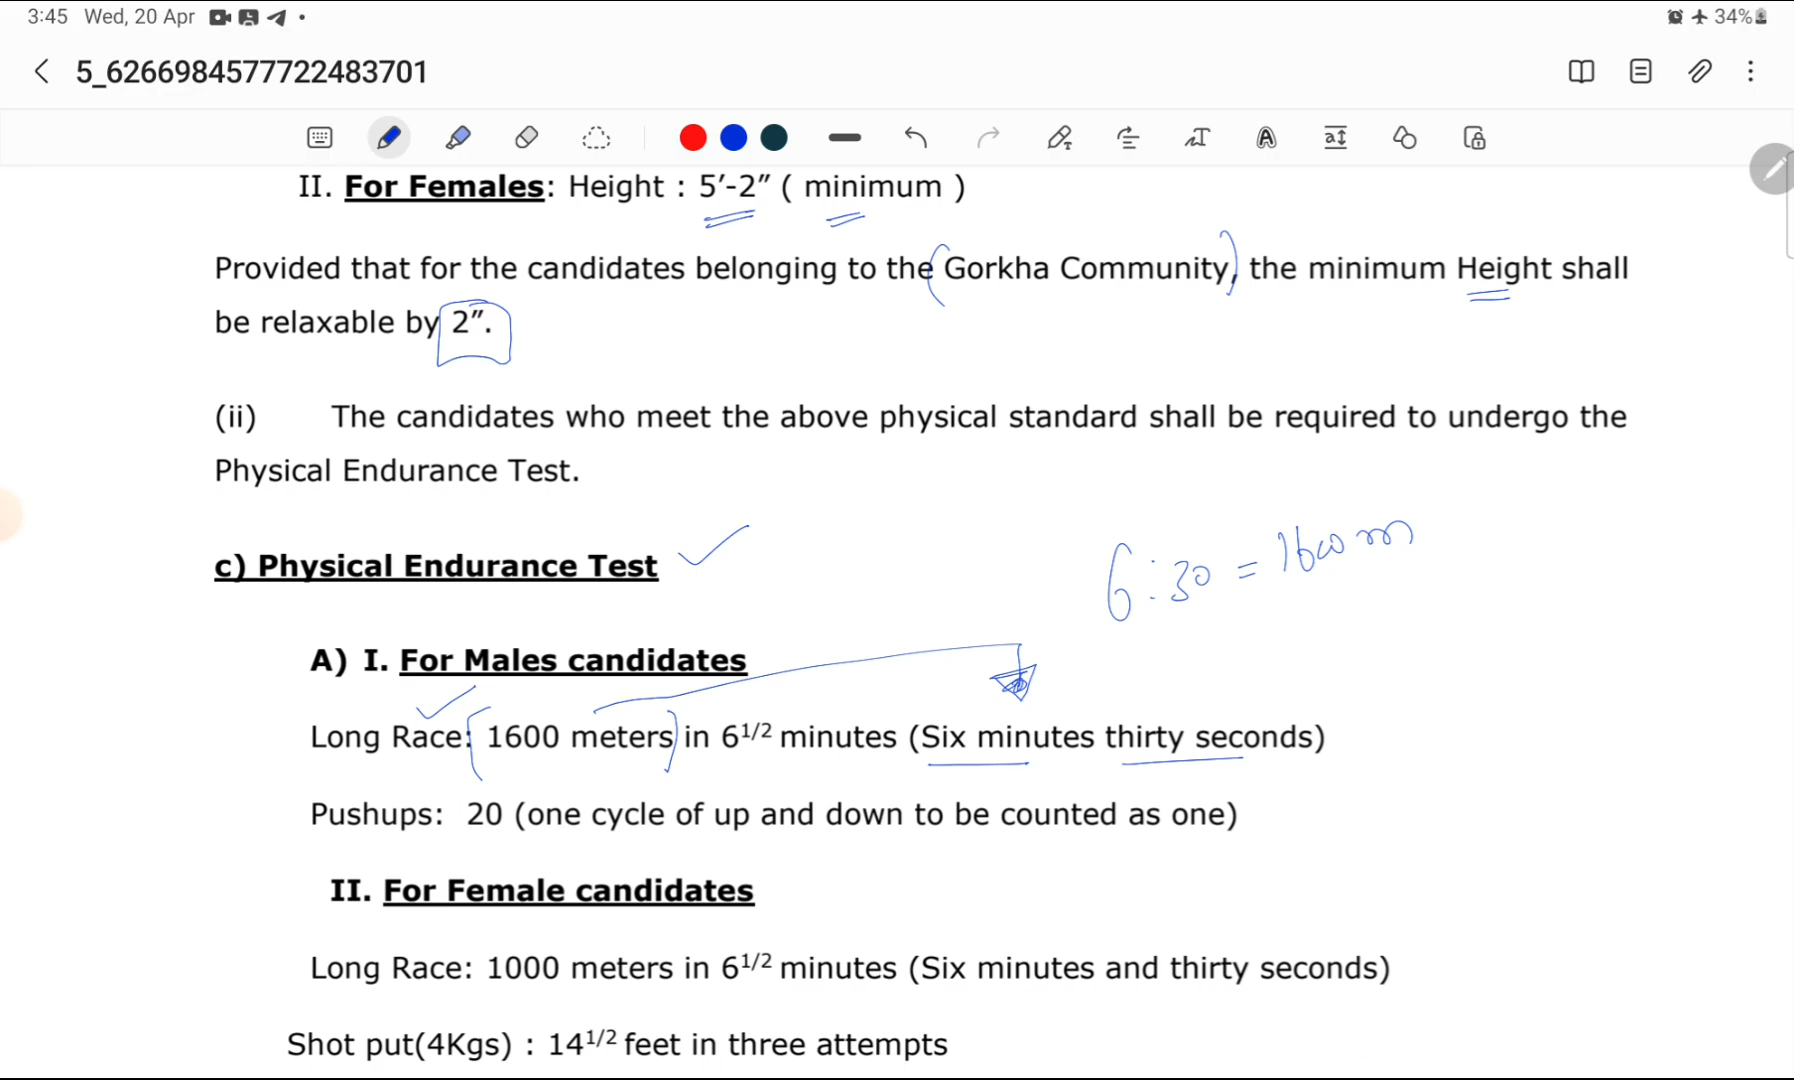 3:45 Wed, 20 Apr
34%
5_6266984577722483701
II. For Females: Height : 5′-2″ ( minimum )
Provided that for the candidates belonging to the Gorkha Community, the minimum Height shall
be relaxable by 2″.
(ii) The candidates who meet the above physical standard shall be required to undergo the
Physical Endurance Test.
c) Physical Endurance Test
6:30 = 1600 m
A) I. For Males candidates
Long Race: 1600 meters in 6^1/2 minutes (Six minutes thirty seconds)
Pushups: 20 (one cycle of up and down to be counted as one)
II. For Female candidates
Long Race: 1000 meters in 6^1/2 minutes (Six minutes and thirty seconds)
Shot put(4Kgs) : 14^1/2 feet in three attempts